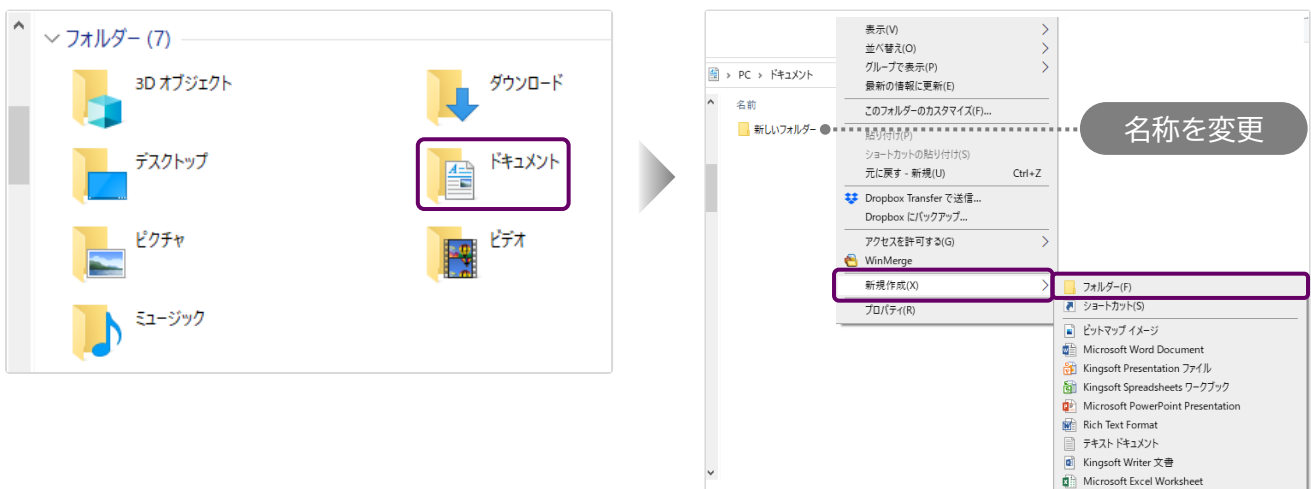 フォルダー (7)
3D オブジェクト
ダウンロード
デスクトップ
ドキュメント
ピクチャ
ビデオ
ミュージック
PC › ドキュメント
名前
新しいフォルダー
表示(V)
並べ替え(O)
グループで表示(P)
最新の情報に更新(E)
このフォルダーのカスタマイズ(F)...
貼り付け(P)
ショートカットの貼り付け(S)
元に戻す - 新規(U) Ctrl+Z
Dropbox Transfer で送信...
Dropbox にバックアップ...
アクセスを許可する(G)
WinMerge
新規作成(X)
プロパティ(R)
名称を変更
フォルダー(F)
ショートカット(S)
ビットマップ イメージ
Microsoft Word Document
Kingsoft Presentation ファイル
Kingsoft Spreadsheets ワークブック
Microsoft PowerPoint Presentation
Rich Text Format
テキスト ドキュメント
Kingsoft Writer 文書
Microsoft Excel Worksheet